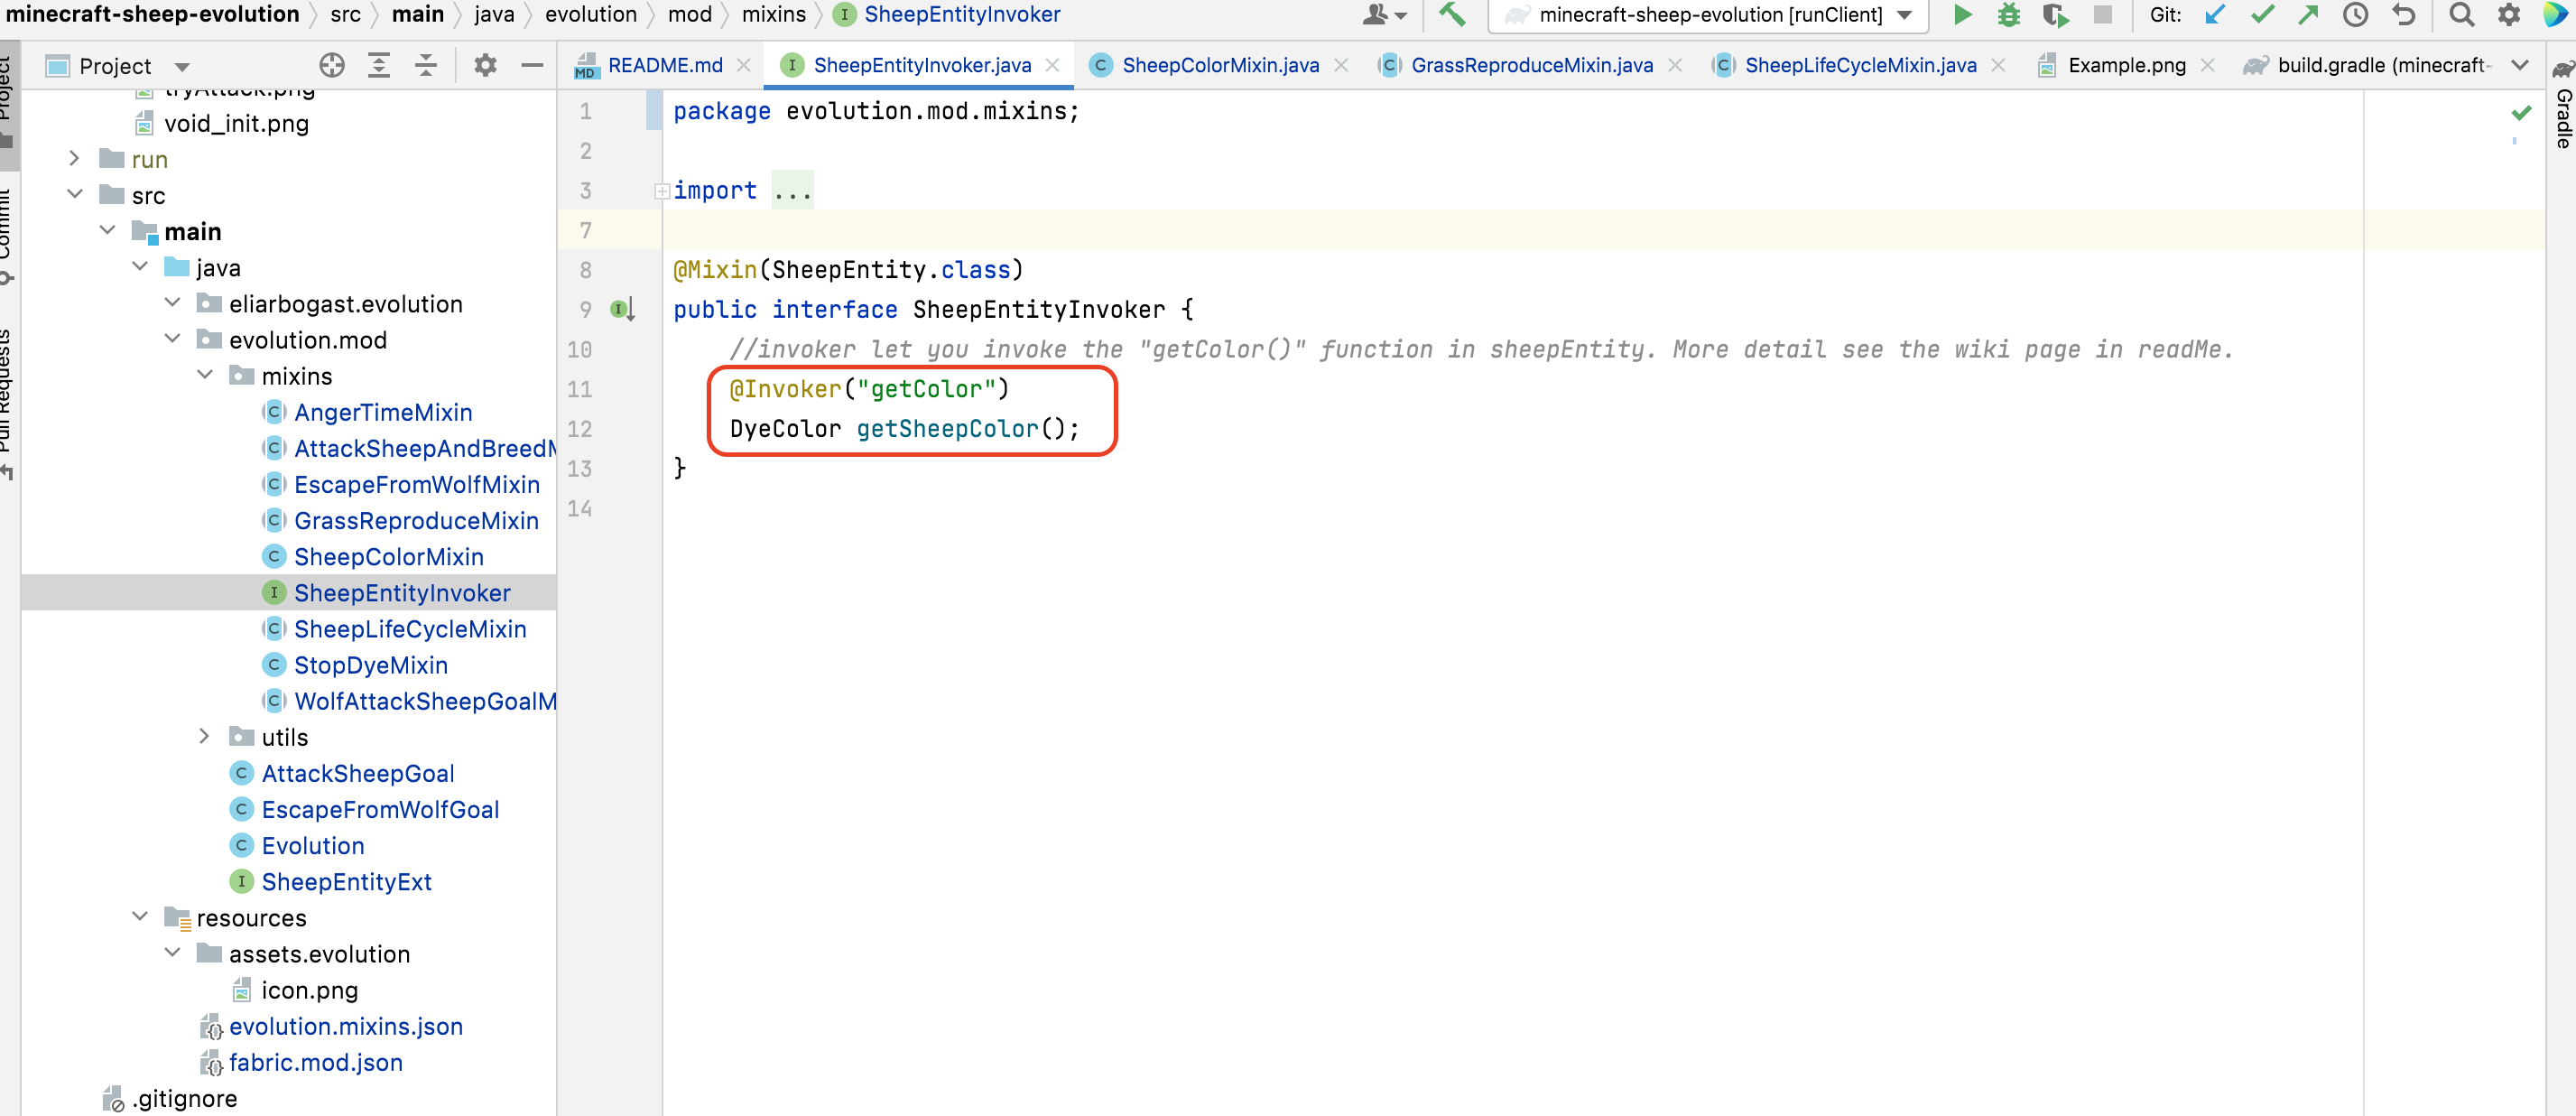 minecraft-sheep-evolution src main java evolution mod mixins SheepEntityInvoker
minecraft-sheep-evolution [runClient] Git:
Project
README.md SheepEntityInvoker.java SheepColorMixin.java GrassReproduceMixin.java SheepLifeCycleMixin.java Example.png build.gradle (minecraft-
Project
Commit
Pull Requests
Gradle
tryAttack.png
void_init.png
run
src
main
java
eliarbogast.evolution
evolution.mod
mixins
AngerTimeMixin
AttackSheepAndBreedM
EscapeFromWolfMixin
GrassReproduceMixin
SheepColorMixin
SheepEntityInvoker
SheepLifeCycleMixin
StopDyeMixin
WolfAttackSheepGoalM
utils
AttackSheepGoal
EscapeFromWolfGoal
Evolution
SheepEntityExt
resources
assets.evolution
icon.png
evolution.mixins.json
fabric.mod.json
.gitignore
1 package evolution.mod.mixins;
2
3 import ...
7
8 @Mixin(SheepEntity.class)
9 public interface SheepEntityInvoker {
10 //invoker let you invoke the "getColor()" function in sheepEntity. More detail see the wiki page in readMe.
11 @Invoker("getColor")
12 DyeColor getSheepColor();
13 }
14